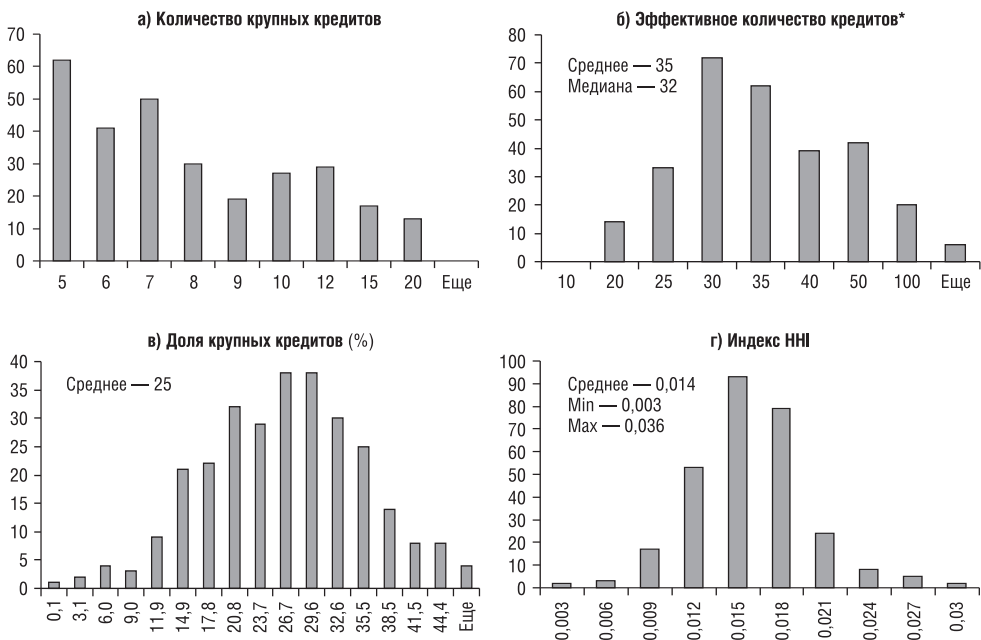 а) Количество крупных кредитов
70
60
50
40
30
20
10
0
5 6 7 8 9 10 12 15 20 Еще
б) Эффективное количество кредитов*
Среднее — 35
Медиана — 32
80
70
60
50
40
30
20
10
0
10 20 25 30 35 40 50 100 Еще
в) Доля крупных кредитов (%)
Среднее — 25
40
35
30
25
20
15
10
5
0
0,1 3,1 6,0 9,0 11,9 14,9 17,8 20,8 23,7 26,7 29,6 32,6 35,5 38,5 41,5 44,4 Еще
г) Индекс HHI
Среднее — 0,014
Min — 0,003
Max — 0,036
100
90
80
70
60
50
40
30
20
10
0
0,003 0,006 0,009 0,012 0,015 0,018 0,021 0,024 0,027 0,03